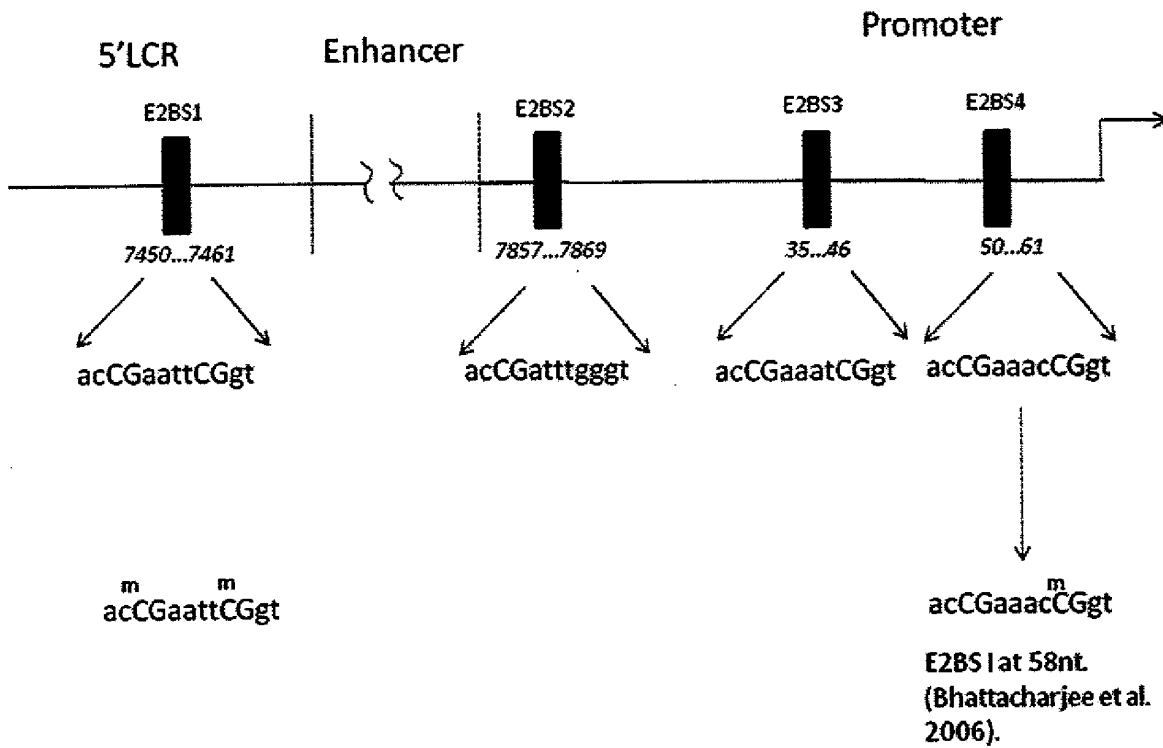 5'LCR
Enhancer
Promoter
E2BS1
E2BS2
E2BS3
E2BS4
7450...7461
7857...7869
35...46
50...61
acCGaattCGgt
acCGatttgggt
acCGaaatCGgt
acCGaaacCGgt
m m
acCGaattCGgt
m
acCGaaacCGgt
E2BS I at 58nt.
(Bhattacharjee et al.
2006).